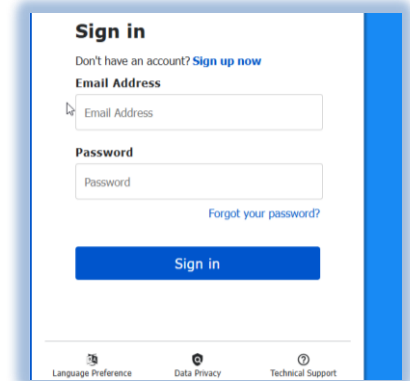 Sign in
Don't have an account? Sign up now
Email Address
Email Address
Password
Password
Forgot your password?
Sign in
Language Preference Data Privacy Technical Support